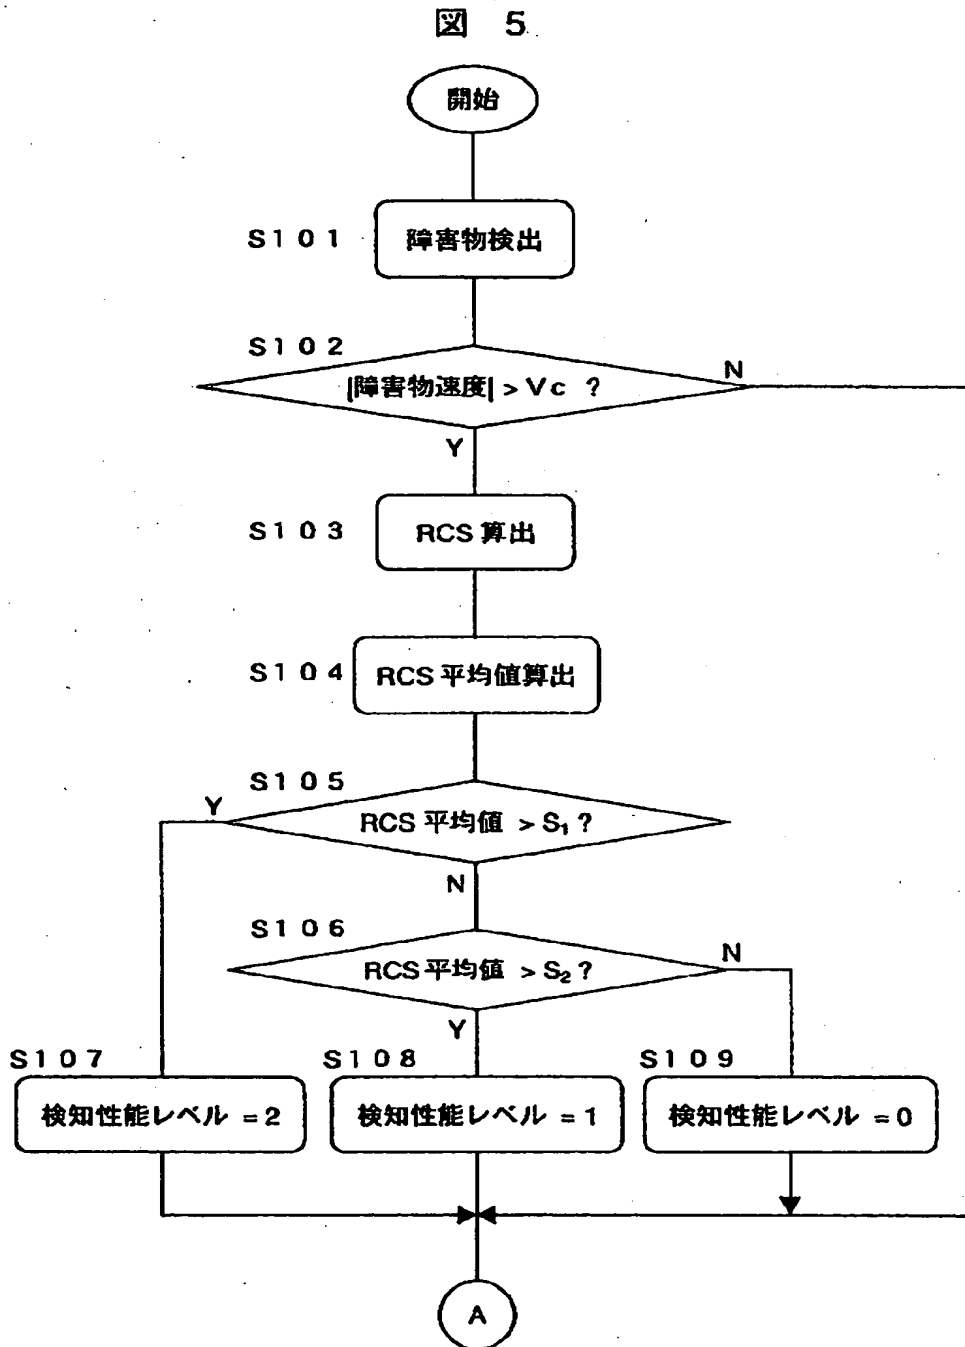 図 5
開始
S101
障害物検出
S102
|障害物速度| > Vc ?
N
Y
S103
RCS 算出
S104
RCS 平均値算出
S105
Y
RCS 平均値 > S₁ ?
N
S106
RCS 平均値 > S₂ ?
N
Y
S107
S108
S109
検知性能レベル = 2
検知性能レベル = 1
検知性能レベル = 0
A